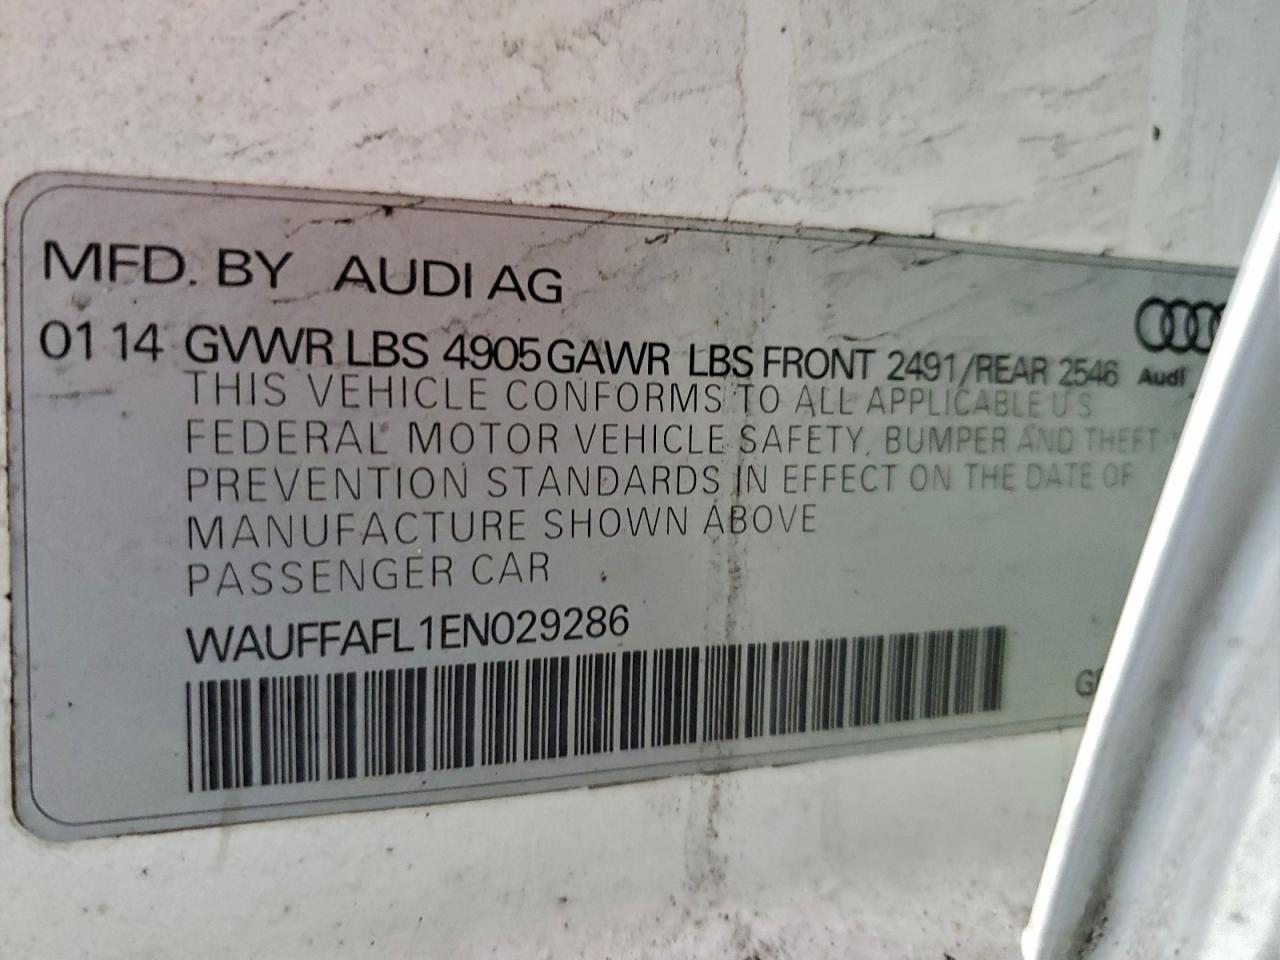 MFD. BY AUDI AG
01 14 GVWR LBS 4905 GAWR LBS FRONT 2491/REAR 2546
Audi
THIS VEHICLE CONFORMS TO ALL APPLICABLE U S
FEDERAL MOTOR VEHICLE SAFETY, BUMPER AND THEFT
PREVENTION STANDARDS IN EFFECT ON THE DATE OF
MANUFACTURE SHOWN ABOVE
PASSENGER CAR
WAUFFAFL1EN029286